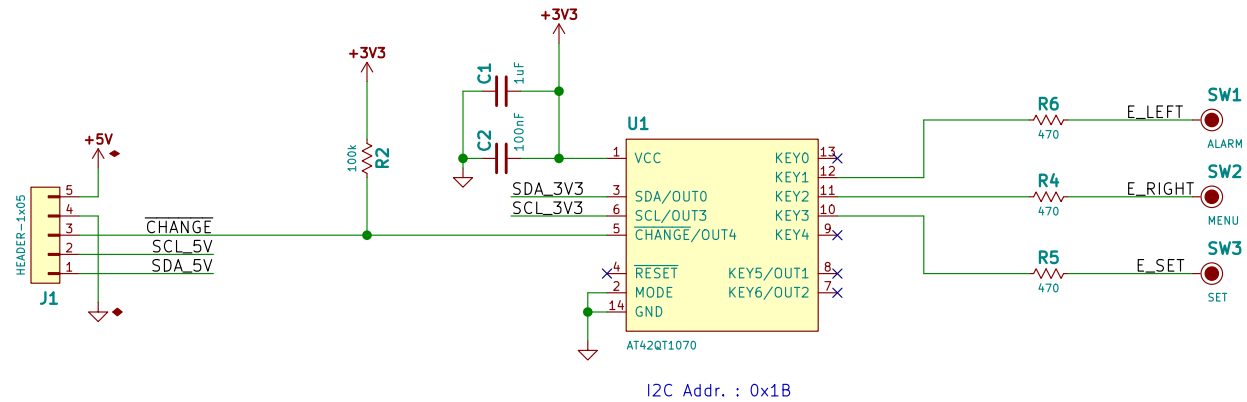 +3V3
+3V3
+5V
C1
1uF
C2
100nF
100k
R2
HEADER-1x05
J1
5
4
3
2
1
CHANGE
SCL_5V
SDA_5V
SDA_3V3
SCL_3V3
U1
1 VCC
3 SDA/OUT0
6 SCL/OUT3
5 CHANGE/OUT4
4 RESET
2 MODE
14 GND
KEY0 13
KEY1 12
KEY2 11
KEY3 10
KEY4 9
KEY5/OUT1 8
KEY6/OUT2 7
AT42QT1070
I2C Addr. : 0x1B
R6
470
E_LEFT
SW1
ALARM
R4
470
E_RIGHT
SW2
MENU
R5
470
E_SET
SW3
SET